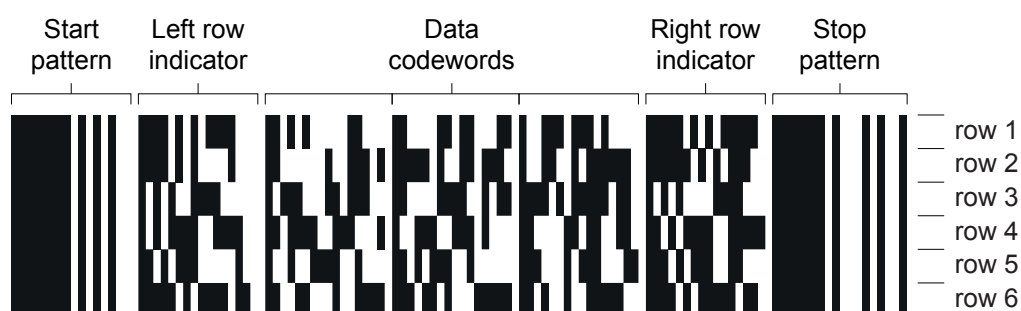 Start pattern
Left row indicator
Data codewords
Right row indicator
Stop pattern
row 1
row 2
row 3
row 4
row 5
row 6